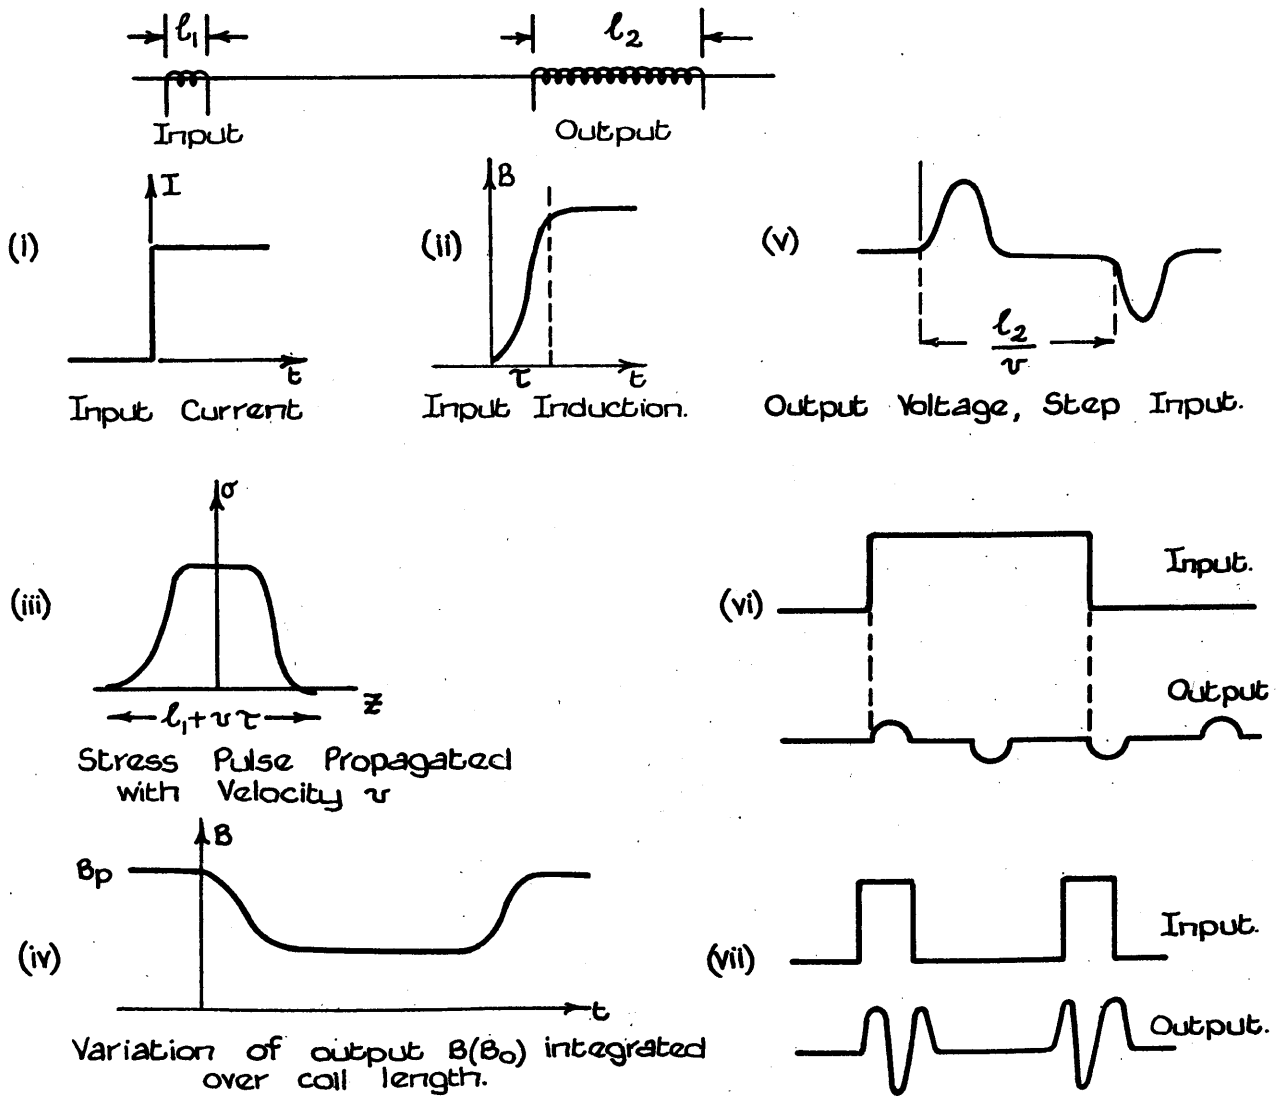 l₁
l₂
Input
Output
(i)
I
t
Input Current
(ii)
B
τ
t
Input Induction.
(v)
l₂
v
Output Voltage, Step Input.
(iii)
σ
z
l₁+vτ
Stress Pulse Propagated
with Velocity v
(vi)
Input.
Output
(iv)
B
Bp
t
Variation of output B(B₀) integrated
over coil length.
(vii)
Input.
Output.